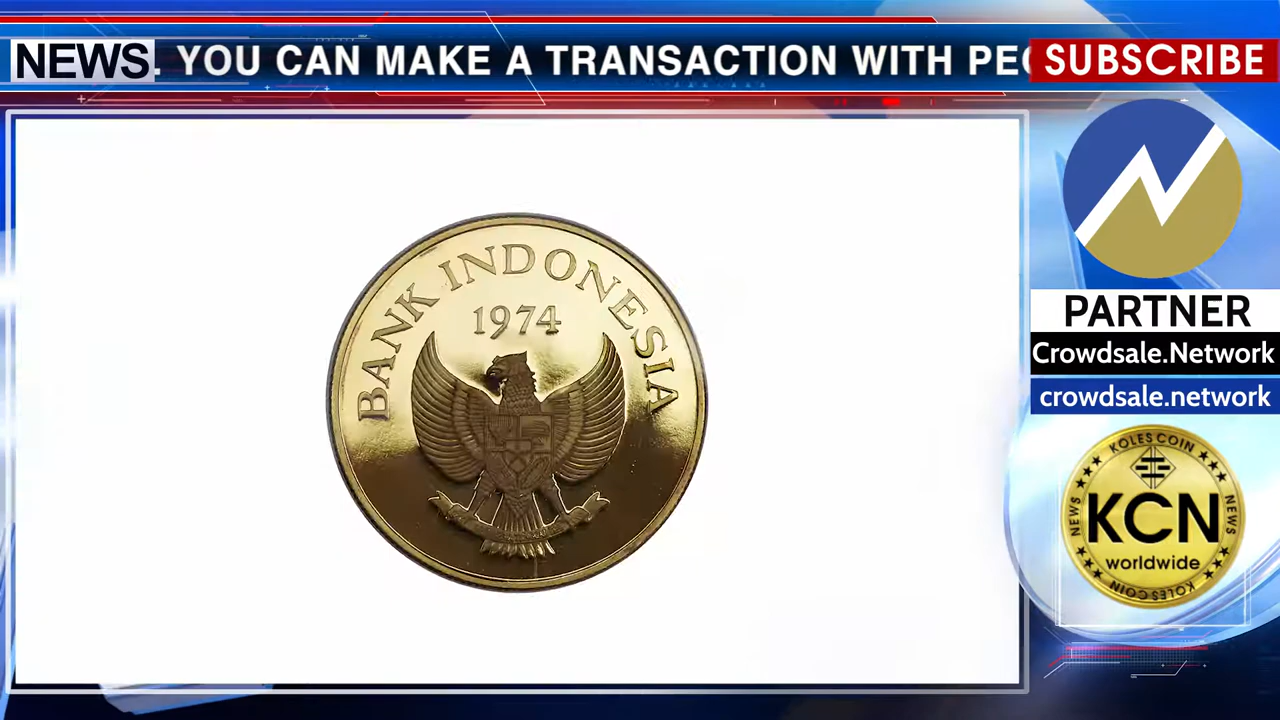 NEWS . YOU CAN MAKE A TRANSACTION WITH PEO
SUBSCRIBE
BANK INDONESIA
1974
PARTNER
Crowdsale.Network
crowdsale.network
KOLES COIN
NEWS
KCN
NEWS
worldwide
KOLES COIN